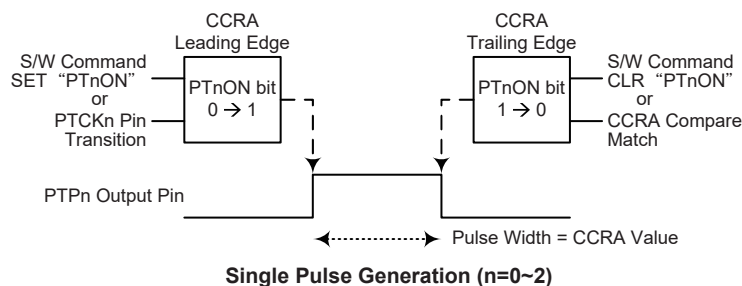 CCRA
Leading Edge
S/W Command
SET “PTnON”
or
PTCKn Pin
Transition
PTnON bit
0 → 1
CCRA
Trailing Edge
PTnON bit
1 → 0
S/W Command
CLR “PTnON”
or
CCRA Compare
Match
PTPn Output Pin
Pulse Width = CCRA Value
Single Pulse Generation (n=0~2)